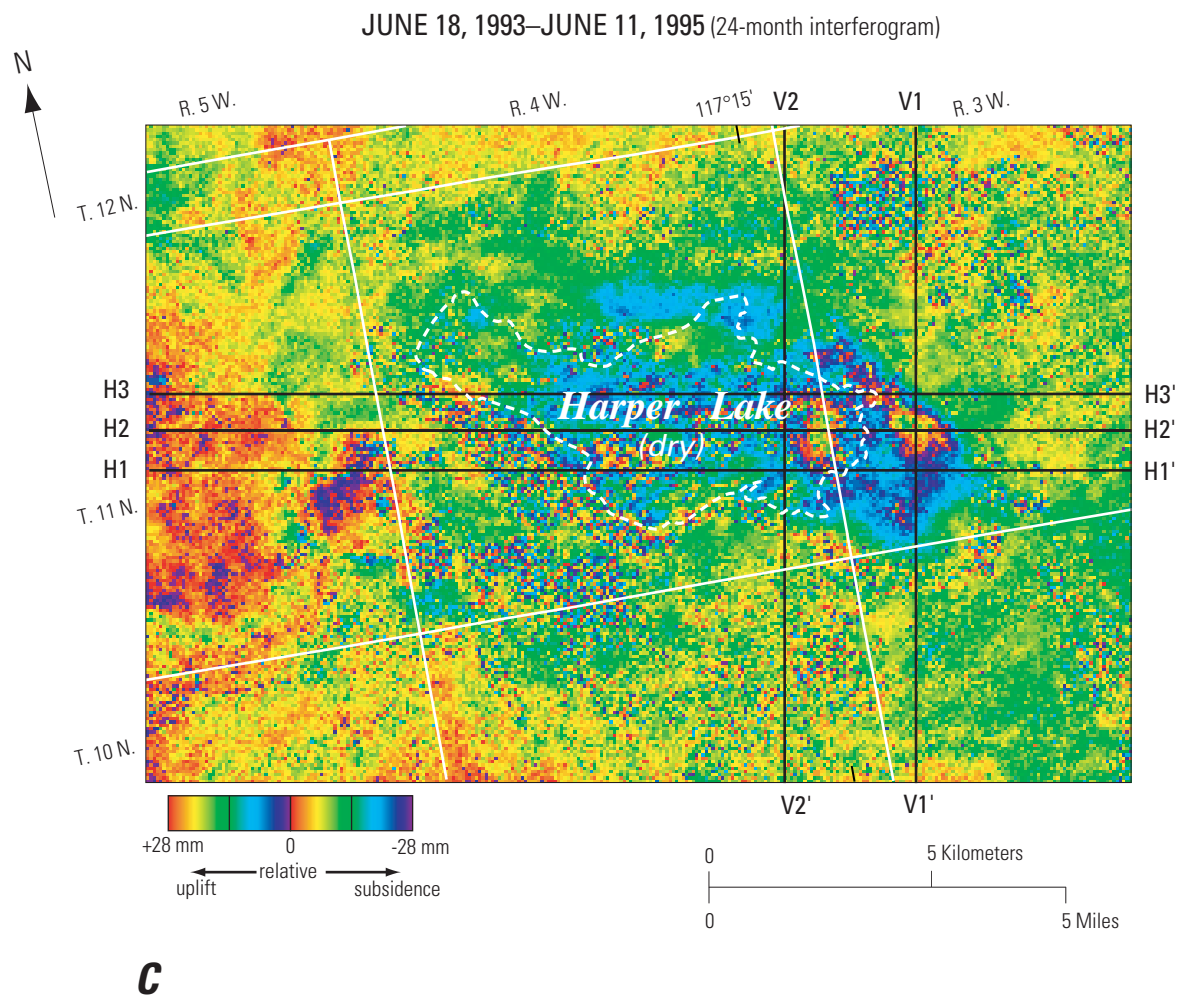 JUNE 18, 1993–JUNE 11, 1995 (24-month interferogram)
N
R. 5 W.
R. 4 W.
117°15'
V2
V1
R. 3 W.
T. 12 N.
H3
H3'
Harper Lake
H2
H2'
(dry)
H1
H1'
T. 11 N.
T. 10 N.
V2'
V1'
+28 mm
0
-28 mm
relative
uplift
subsidence
0
5 Kilometers
0
5 Miles
C